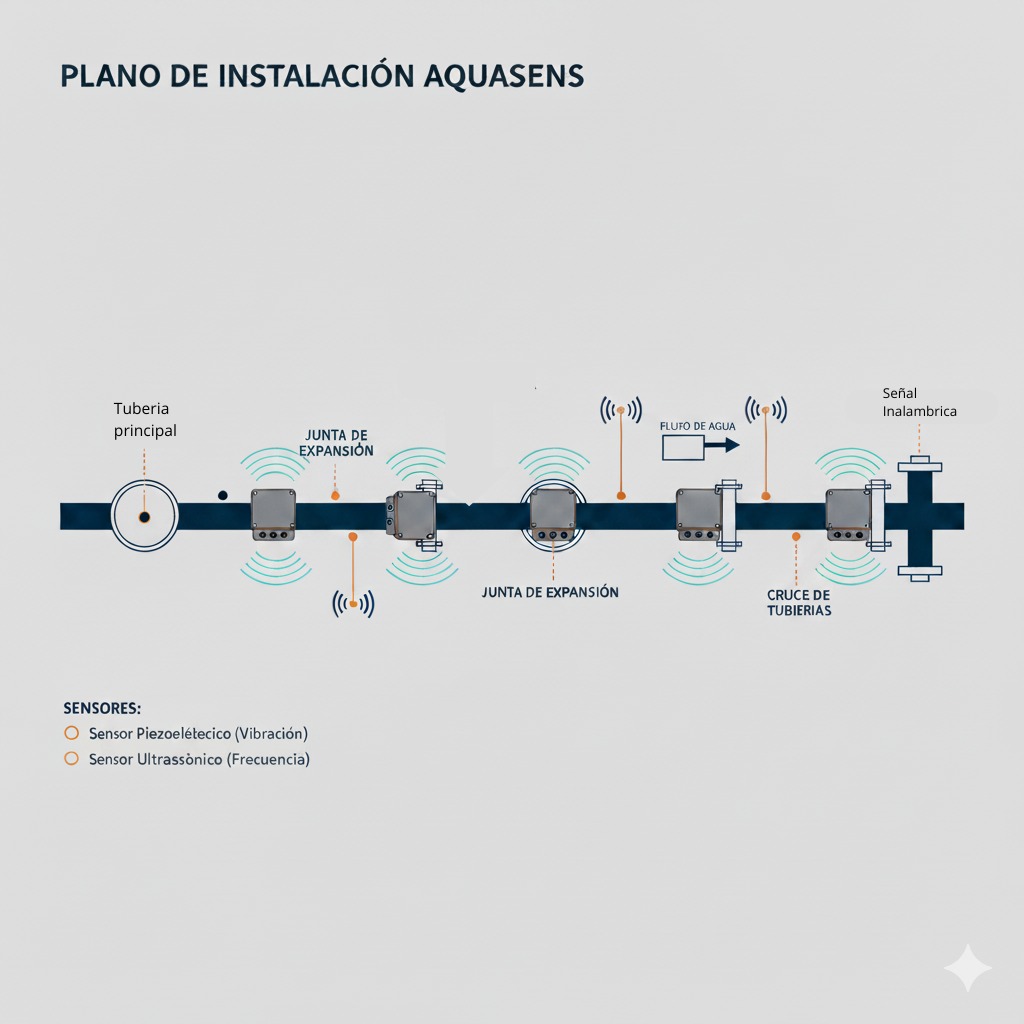 PLANO DE INSTALACIÓN AQUASENS
Tuberia
principal
JUNTA DE
EXPANSIÓN
FLUFO DE AGUA
Señal
Inalambrica
JUNTA DE EXPANSIÓN
CRUCE DE
TUBIERIAS
SENSORES:
Sensor Piezoelétecico (Vibración)
Sensor Ultrassònico (Frecuencia)